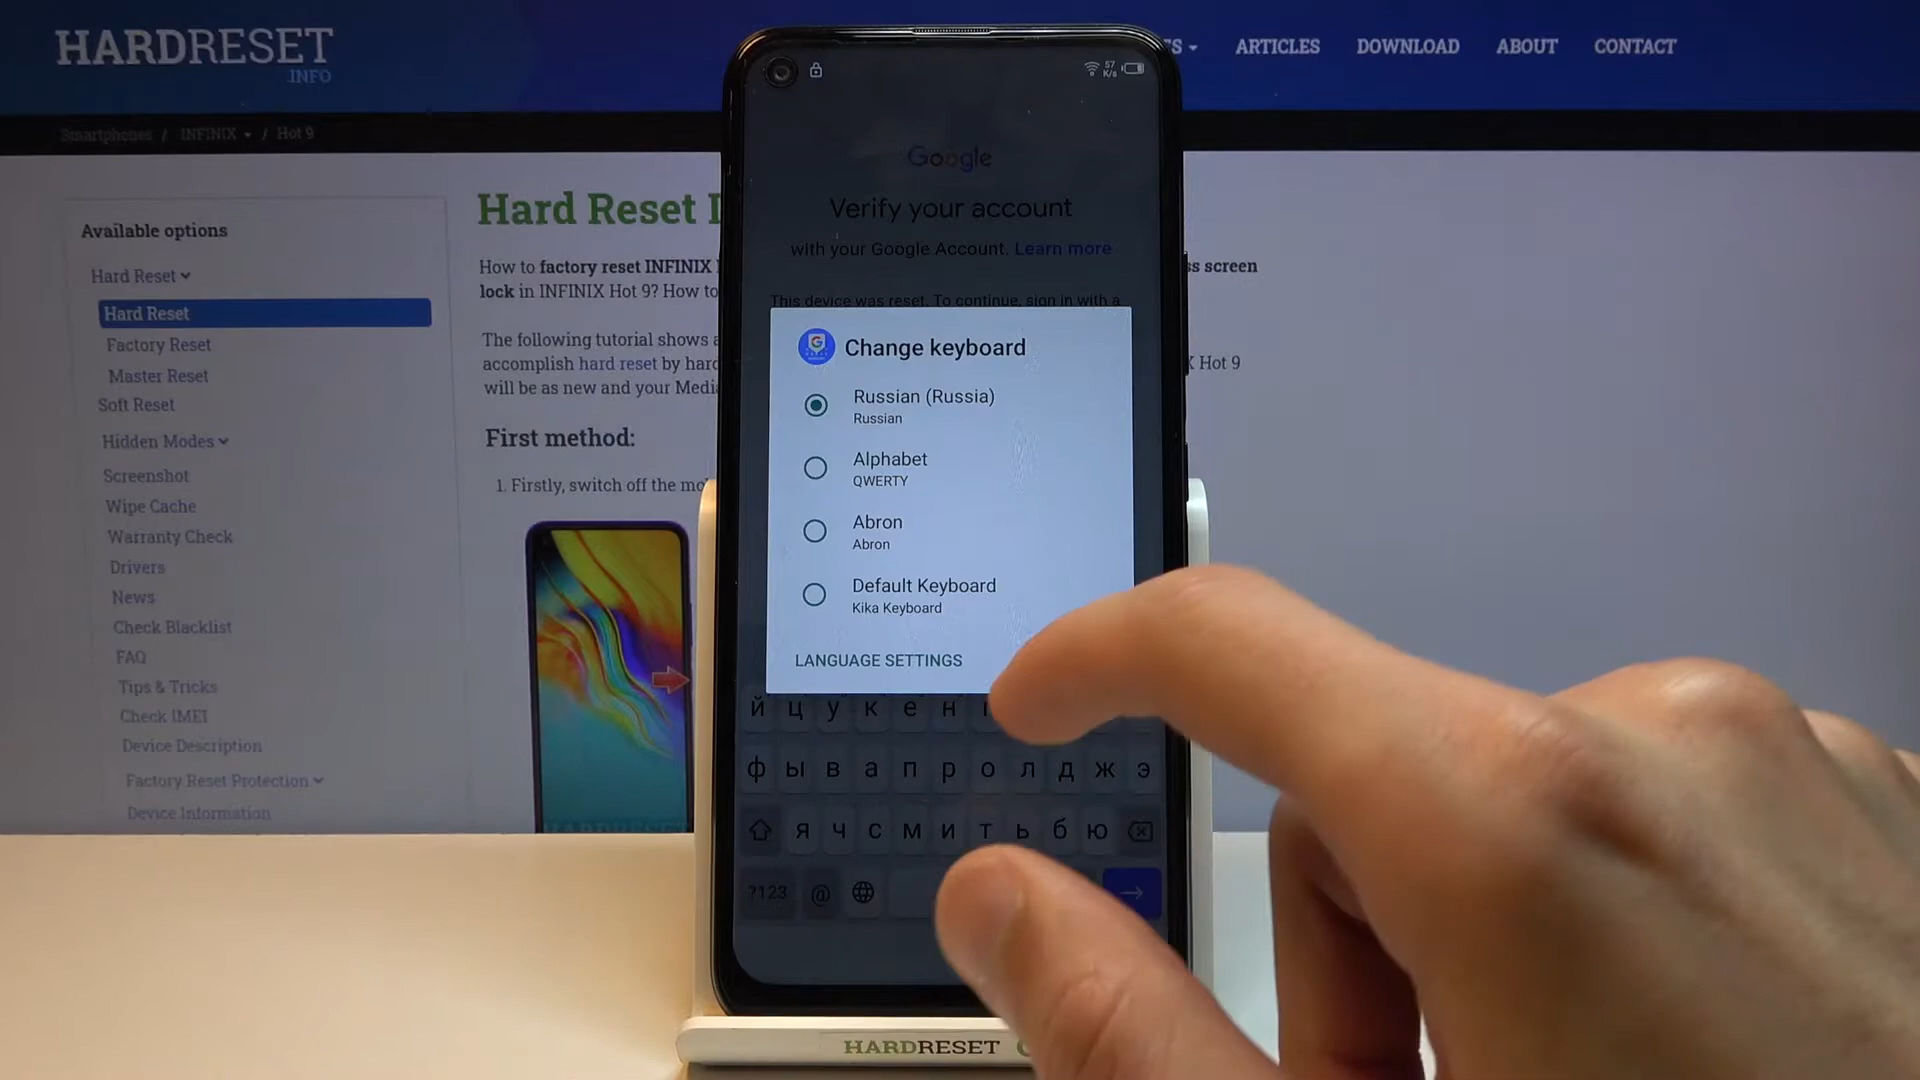 HARDRESET
.INFO
ES
ARTICLES
DOWNLOAD
ABOUT
CONTACT
Smartphones / INFINIX / Hot 9
Available options
Hard Reset
Hard Reset
Factory Reset
Master Reset
Soft Reset
Hidden Modes
Screenshot
Wipe Cache
Warranty Check
Drivers
News
Check Blacklist
FAQ
Tips & Tricks
Check IMEI
Device Description
Factory Reset Protection
Device Information
Hard Reset
How to factory reset INFINIX
ss screen
lock in INFINIX Hot 9? How to
The following tutorial shows
accomplish hard reset by
X Hot 9
will be as new and your
First method:
1. Firstly, switch off the
57
K/s
Google
Verify your account
with your Google Account. Learn more
This device was reset. To continue, sign in with a
Change keyboard
Russian (Russia)
Russian
Alphabet
QWERTY
Abron
Abron
Default Keyboard
Kika Keyboard
LANGUAGE SETTINGS
й ц у к е н
ф ы в а п р о л д ж э
я ч с м и т ь б ю
?123 @
HARDRESET